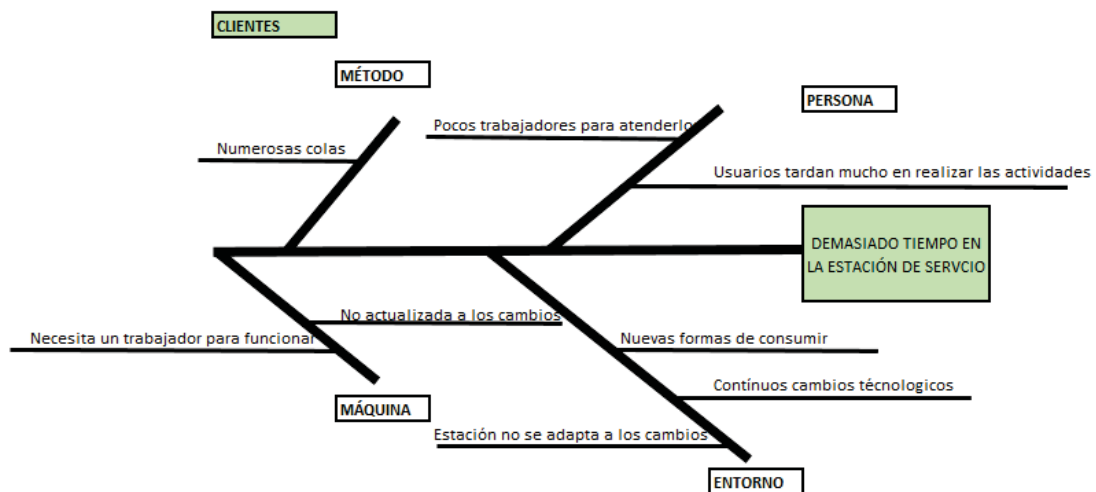 CLIENTES
MÉTODO
PERSONA
Pocos trabajadores para atenderlo
Numerosas colas
Usuarios tardan mucho en realizar las actividades
DEMASIADO TIEMPO EN
LA ESTACIÓN DE SERVCIO
No actualizada a los cambios
Necesita un trabajador para funcionar
Nuevas formas de consumir
Contínuos cambios técnologicos
MÁQUINA
Estación no se adapta a los cambios
ENTORNO